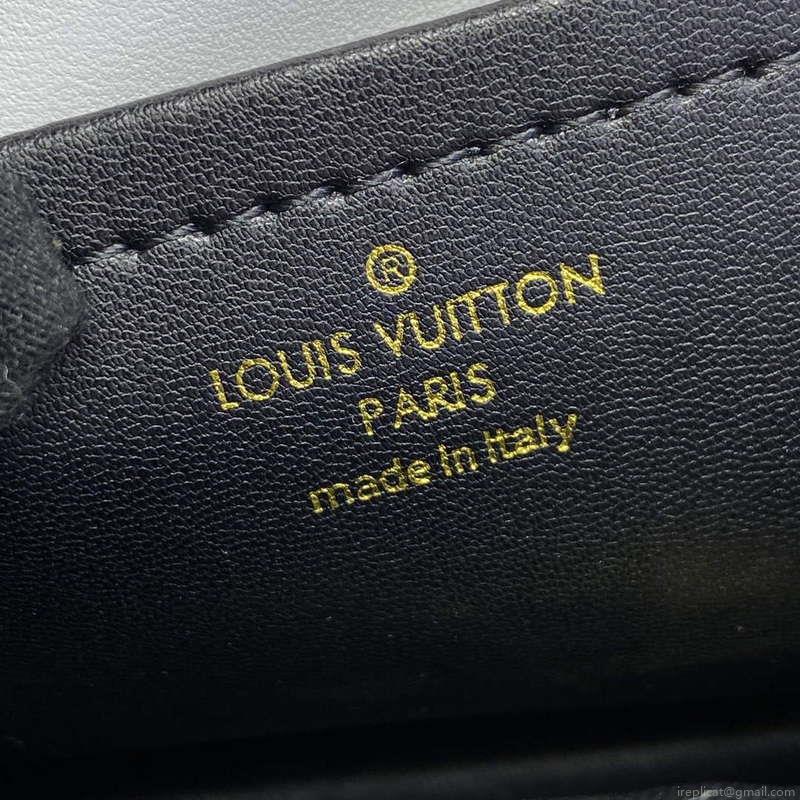 ®
LOUIS VUITTON
PARIS
made in Italy
ireplicat@gmail.com